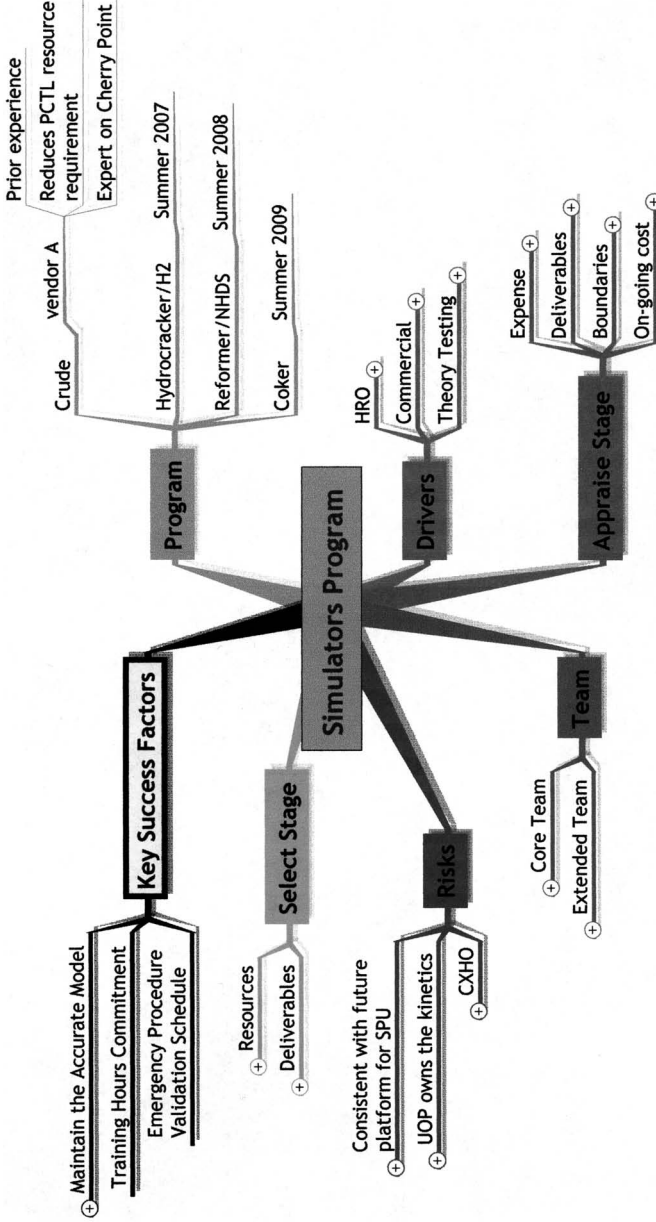 Simulators Program
Key Success Factors
Maintain the Accurate Model
Training Hours Commitment
Emergency Procedure
Validation Schedule
Select Stage
Resources
Deliverables
Risks
Consistent with future
platform for SPU
UOP owns the kinetics
CXHO
Team
Core Team
Extended Team
Program
Crude
vendor A
Prior experience
Reduces PCTL resource
requirement
Expert on Cherry Point
Hydrocracker/H2
Summer 2007
Reformer/NHDS
Summer 2008
Coker
Summer 2009
Drivers
HRO
Commercial
Theory Testing
Appraise Stage
Expense
Deliverables
Boundaries
On-going cost